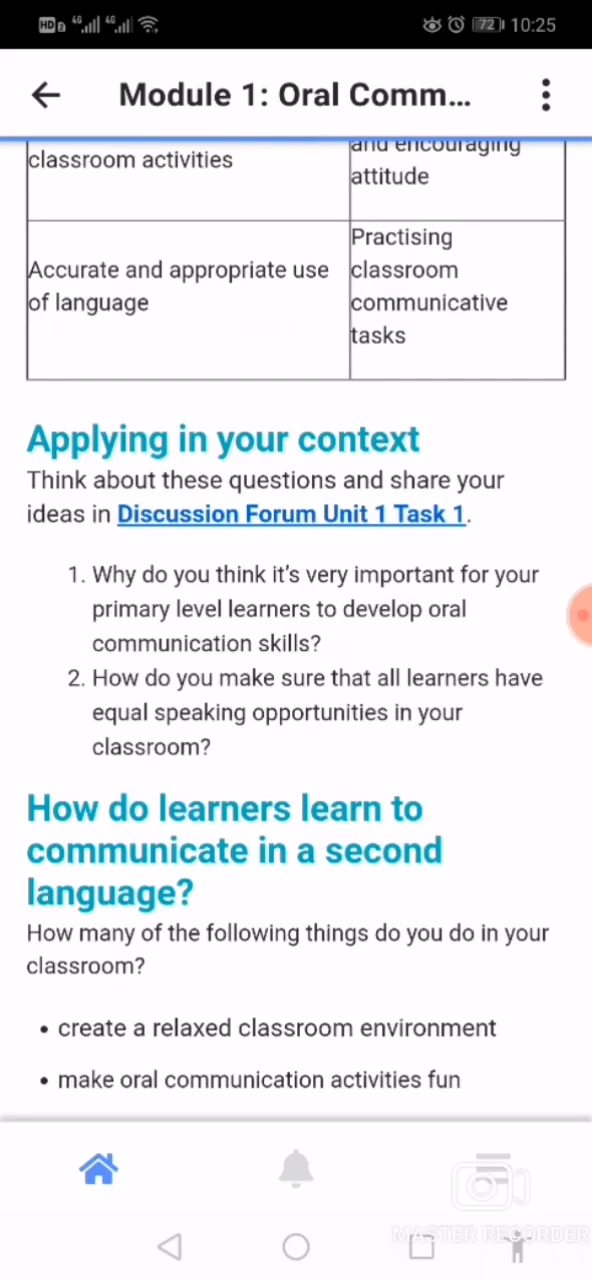 HD 2 4G 4G 72 10:25
Module 1: Oral Comm...
classroom activities
and encouraging
attitude
Accurate and appropriate use
of language
Practising
classroom
communicative
tasks
Applying in your context
Think about these questions and share your
ideas in Discussion Forum Unit 1 Task 1.
1. Why do you think it's very important for your
primary level learners to develop oral
communication skills?
2. How do you make sure that all learners have
equal speaking opportunities in your
classroom?
How do learners learn to
communicate in a second
language?
How many of the following things do you do in your
classroom?
• create a relaxed classroom environment
• make oral communication activities fun
MASTER RECORDER